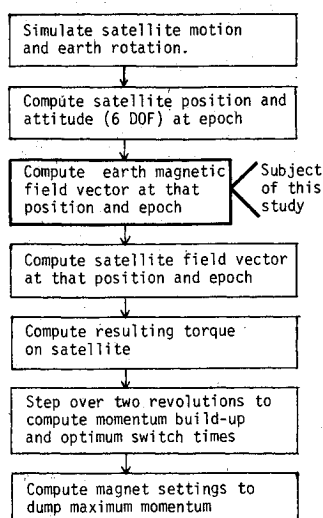 Simulate satellite motion
and earth rotation.
Compute satellite position and
attitude (6 DOF) at epoch
Compute earth magnetic
field vector at that
position and epoch
Subject
of this
study
Compute satellite field vector
at that position and epoch
Compute resulting torque
on satellite
Step over two revolutions to
compute momentum build-up
and optimum switch times
Compute magnet settings to
dump maximum momentum